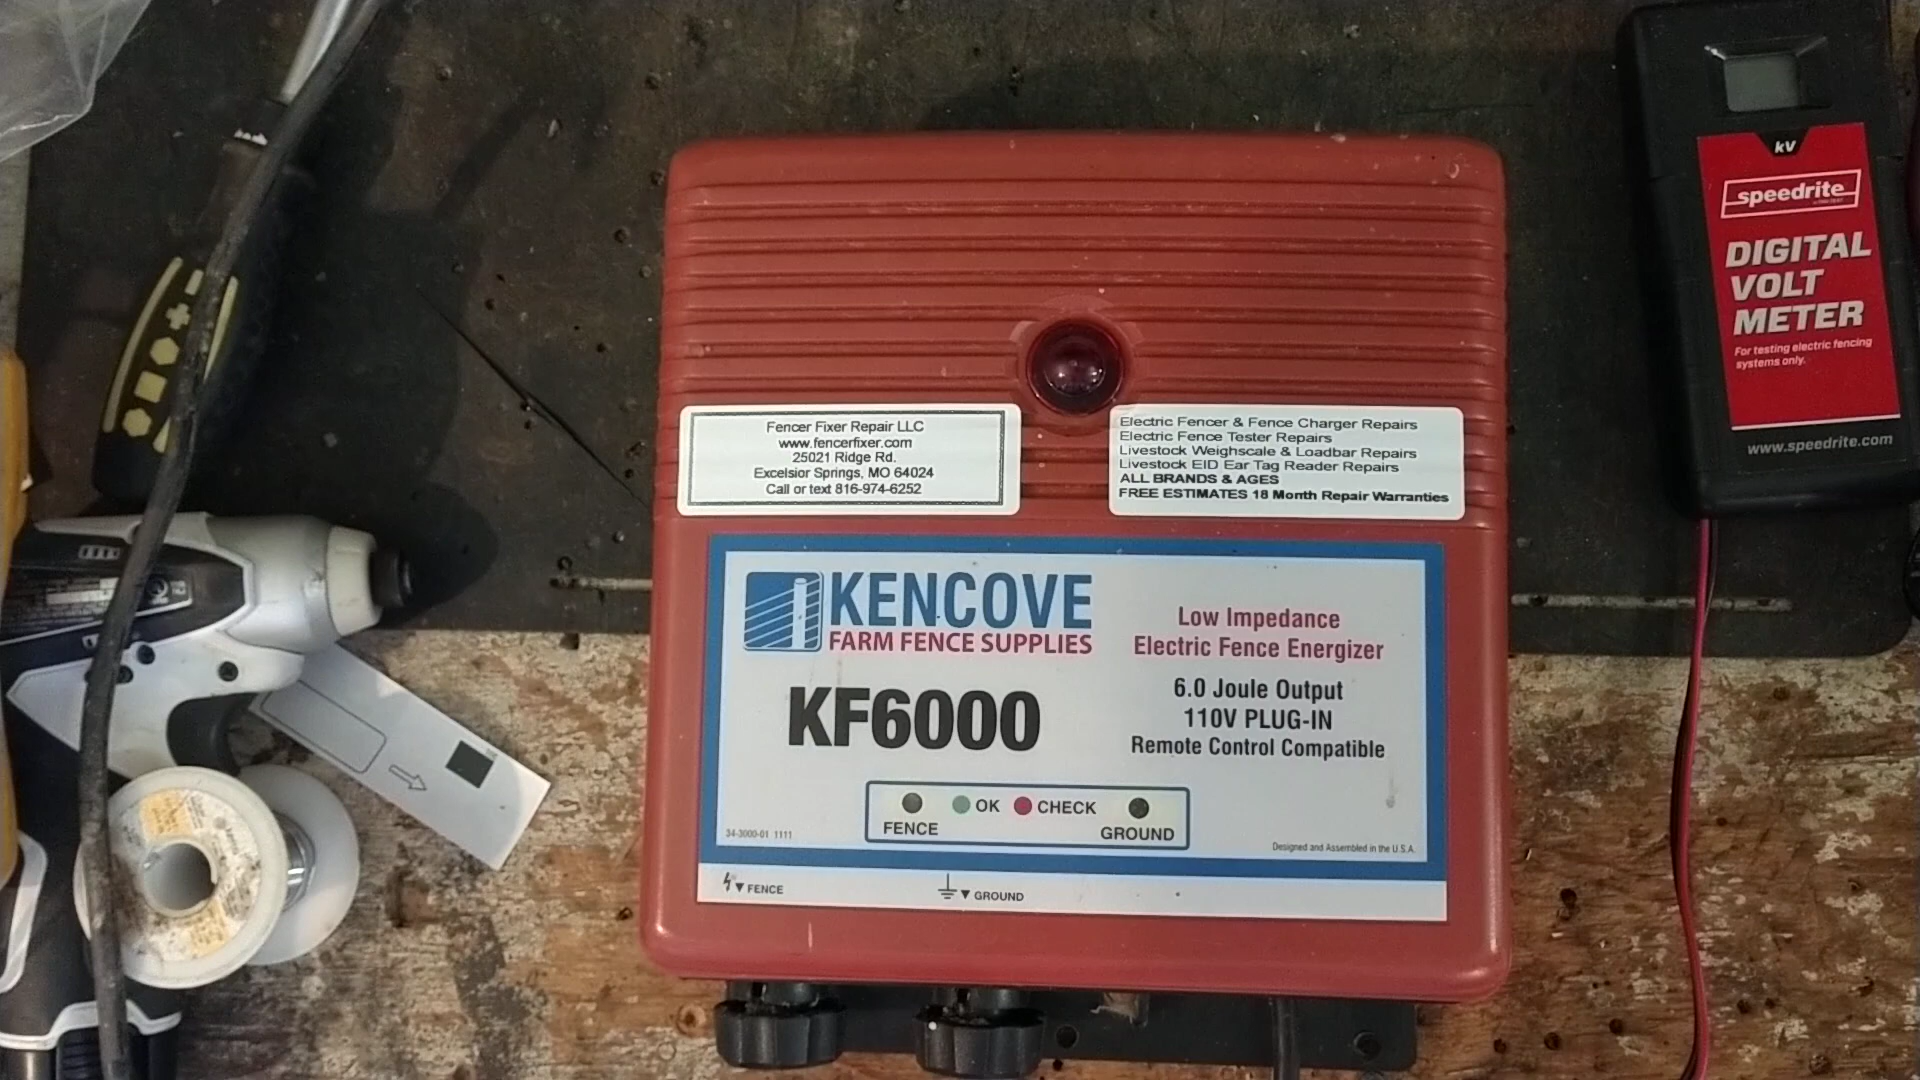 Fencer Fixer Repair LLC
www.fencerfixer.com
25021 Ridge Rd.
Excelsior Springs, MO 64024
Call or text 816-974-6252
Electric Fencer & Fence Charger Repairs
Electric Fence Tester Repairs
Livestock Weighscale & Loadbar Repairs
Livestock EID Ear Tag Reader Repairs
ALL BRANDS & AGES
FREE ESTIMATES 18 Month Repair Warranties
KENCOVE
FARM FENCE SUPPLIES
KF6000
Low Impedance
Electric Fence Energizer
6.0 Joule Output
110V PLUG-IN
Remote Control Compatible
FENCE
OK
CHECK
GROUND
34-3000-01 1111
Designed and Assembled in the U.S.A.
▼ FENCE
▼ GROUND
kV
speedrite
DIGITAL
VOLT
METER
For testing electric fencing
systems only.
www.speedrite.com